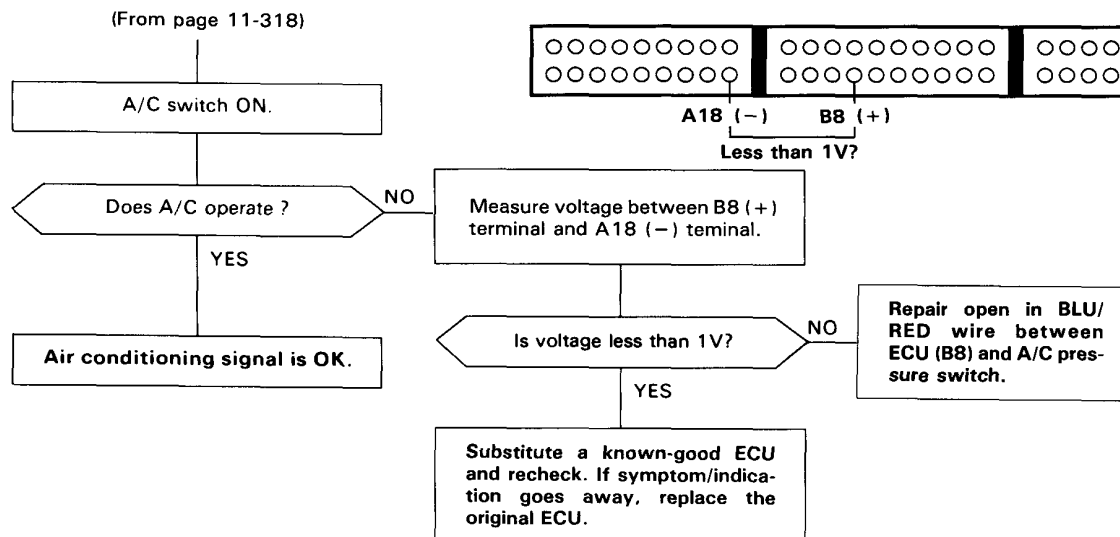 (From page 11-318)
A/C switch ON.
Does A/C operate ?
NO
YES
Air conditioning signal is OK.
A18 (−) B8 (+)
Less than 1V?
Measure voltage between B8 (+)
terminal and A18 (−) teminal.
Is voltage less than 1V?
NO
YES
Repair open in BLU/
RED wire between
ECU (B8) and A/C pres-
sure switch.
Substitute a known-good ECU
and recheck. If symptom/indica-
tion goes away, replace the
original ECU.